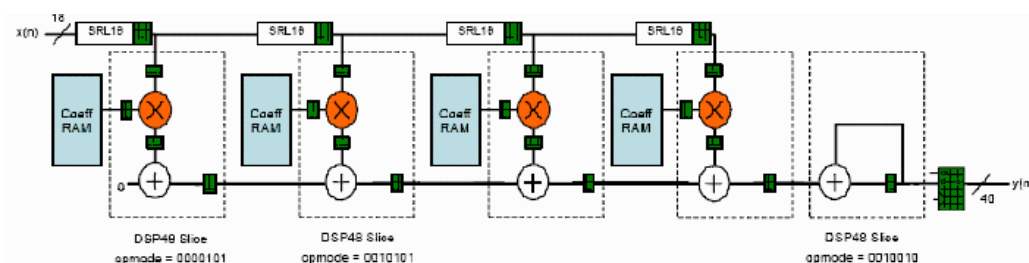 x(n)
18
SRL16
SRL16
SRL16
SRL16
Coeff
RAM
Coeff
RAM
Coeff
RAM
Coeff
RAM
0
y(n
40
DSP48 Slice
opmode = 0000101
DSP48 Slice
opmode = 0010101
DSP48 Slice
opmode = 0010010